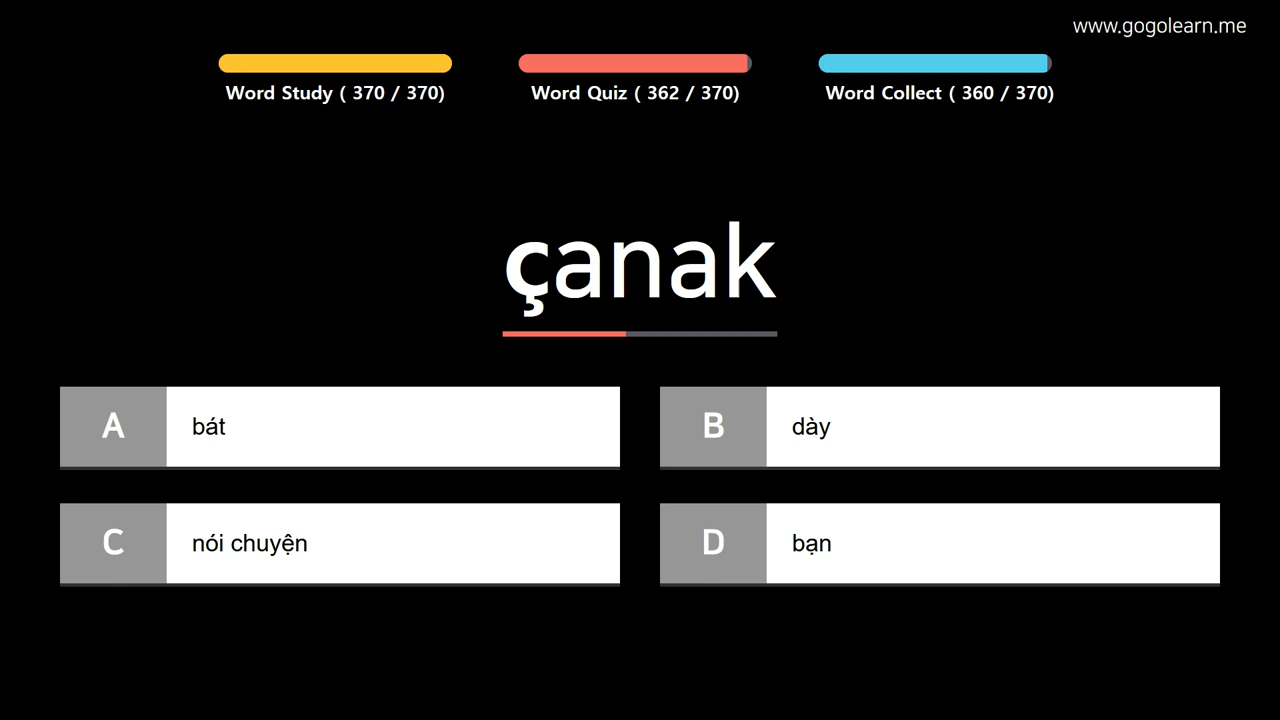 www.gogolearn.me
Word Study ( 370 / 370)
Word Quiz ( 362 / 370)
Word Collect ( 360 / 370)
çanak
A bát
B dày
C nói chuyện
D bạn